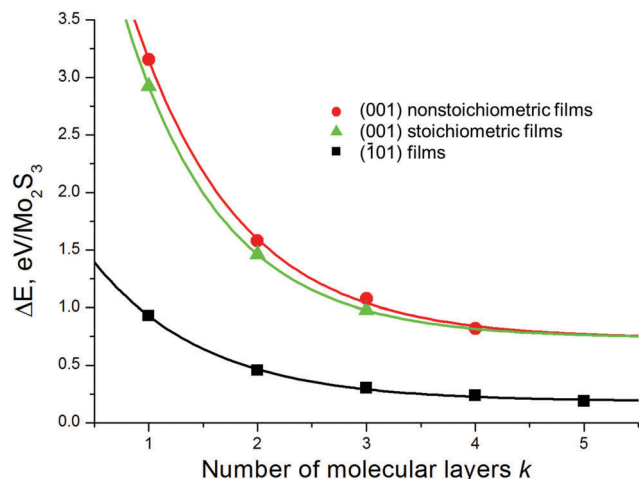 3.5
3.0
2.5
2.0
1.5
1.0
0.5
0.0
ΔE, eV/Mo₂S₃
(001) nonstoichiometric films
(001) stoichiometric films
(1̄01) films
1 2 3 4 5
Number of molecular layers k